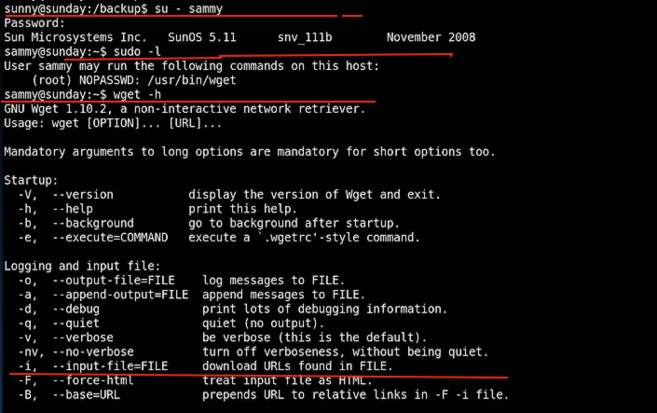 sunny@sunday:/backup$ su - sammy
Password:
Sun Microsystems Inc.   SunOS 5.11      snv_111b        November 2008
sammy@sunday:~$ sudo -l
User sammy may run the following commands on this host:
    (root) NOPASSWD: /usr/bin/wget
sammy@sunday:~$ wget -h
GNU Wget 1.10.2, a non-interactive network retriever.
Usage: wget [OPTION]... [URL]...

Mandatory arguments to long options are mandatory for short options too.

Startup:
  -V,  --version           display the version of Wget and exit.
  -h,  --help              print this help.
  -b,  --background        go to background after startup.
  -e,  --execute=COMMAND   execute a `.wgetrc'-style command.

Logging and input file:
  -o,  --output-file=FILE    log messages to FILE.
  -a,  --append-output=FILE  append messages to FILE.
  -d,  --debug               print lots of debugging information.
  -q,  --quiet               quiet (no output).
  -v,  --verbose             be verbose (this is the default).
  -nv, --no-verbose          turn off verboseness, without being quiet.
  -i,  --input-file=FILE     download URLs found in FILE.
  -F,  --force-html          treat input file as HTML.
  -B,  --base=URL            prepends URL to relative links in -F -i file.